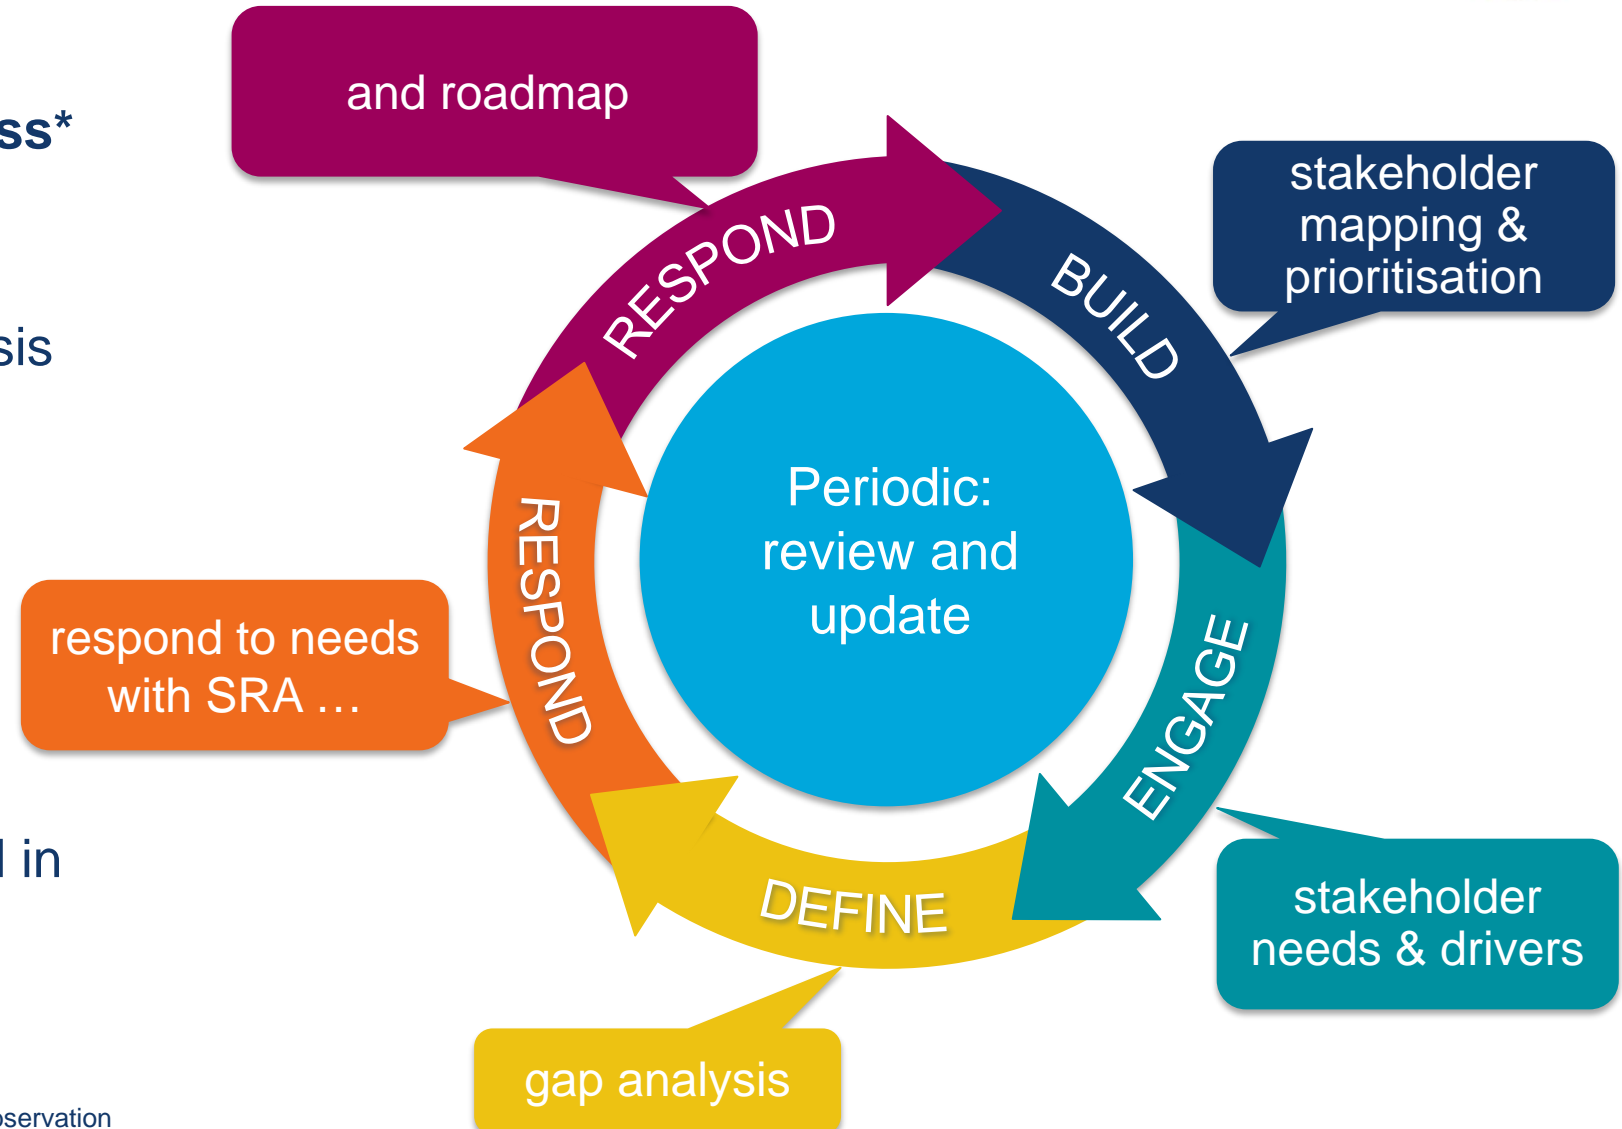 ss*
sis
l in
oservation
and roadmap
RESPOND
BUILD
stakeholder
mapping &
prioritisation
ENGAGE
stakeholder
needs & drivers
DEFINE
gap analysis
RESPOND
respond to needs
with SRA …
Periodic:
review and
update